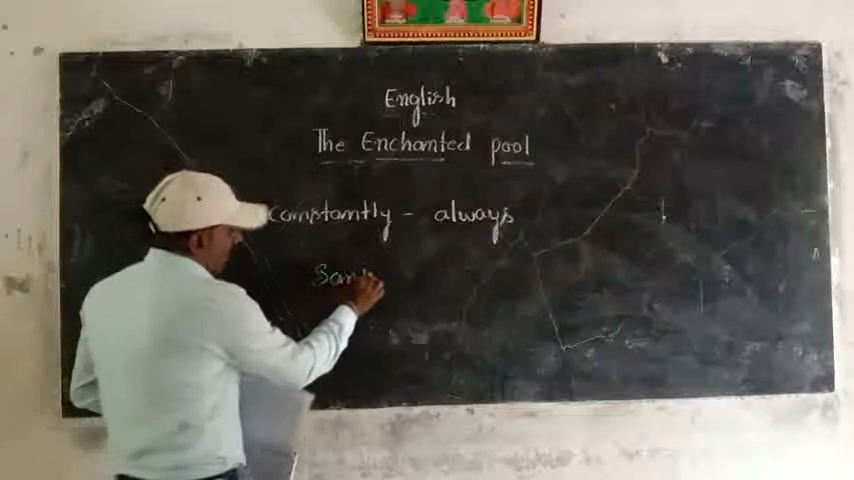 English
The Enchanted pool
constantly - always